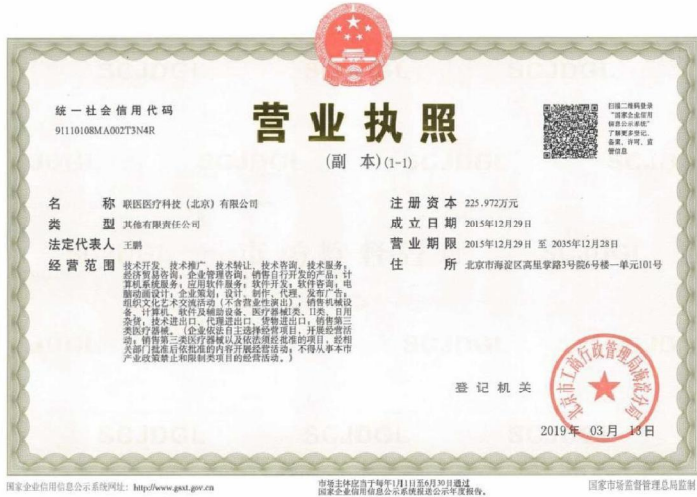 统一社会信用代码
91110108MA002T3N4R
营业执照
(副 本)(1-1)
扫描二维码登录
“国家企业信用
信息公示系统”
了解更多登记、
备案、许可、监
管信息
名 称 联医医疗科技（北京）有限公司
类 型 其他有限责任公司
法定代表人 王鹏
经营范围 技术开发、技术推广、技术转让、技术咨询、技术服务；
经济贸易咨询；企业管理咨询；销售自行开发的产品；计
算机系统服务；应用软件服务；软件开发；软件咨询；电
脑动画设计；企业策划；设计、制作、代理、发布广告；
组织文化艺术交流活动（不含营业性演出）；销售机械设
备、计算机、软件及辅助设备、医疗器械I类、II类、日用
杂货；技术进出口、代理进出口、货物进出口；销售第三
类医疗器械。（企业依法自主选择经营项目，开展经营活
动；销售第三类医疗器械以及依法须经批准的项目，经相
关部门批准后依批准的内容开展经营活动；不得从事本市
产业政策禁止和限制类项目的经营活动。）
注册资本 225.972万元
成立日期 2015年12月29日
营业期限 2015年12月29日 至 2035年12月28日
住 所 北京市海淀区高里掌路3号院6号楼一单元101号
登记机关
北京市工商行政管理局海淀分局
2019年 03月 13日
国家企业信用信息公示系统网址：http://www.gsxt.gov.cn
市场主体应当于每年1月1日至6月30日通过
国家企业信用信息公示系统报送公示年度报告。
国家市场监督管理总局监制